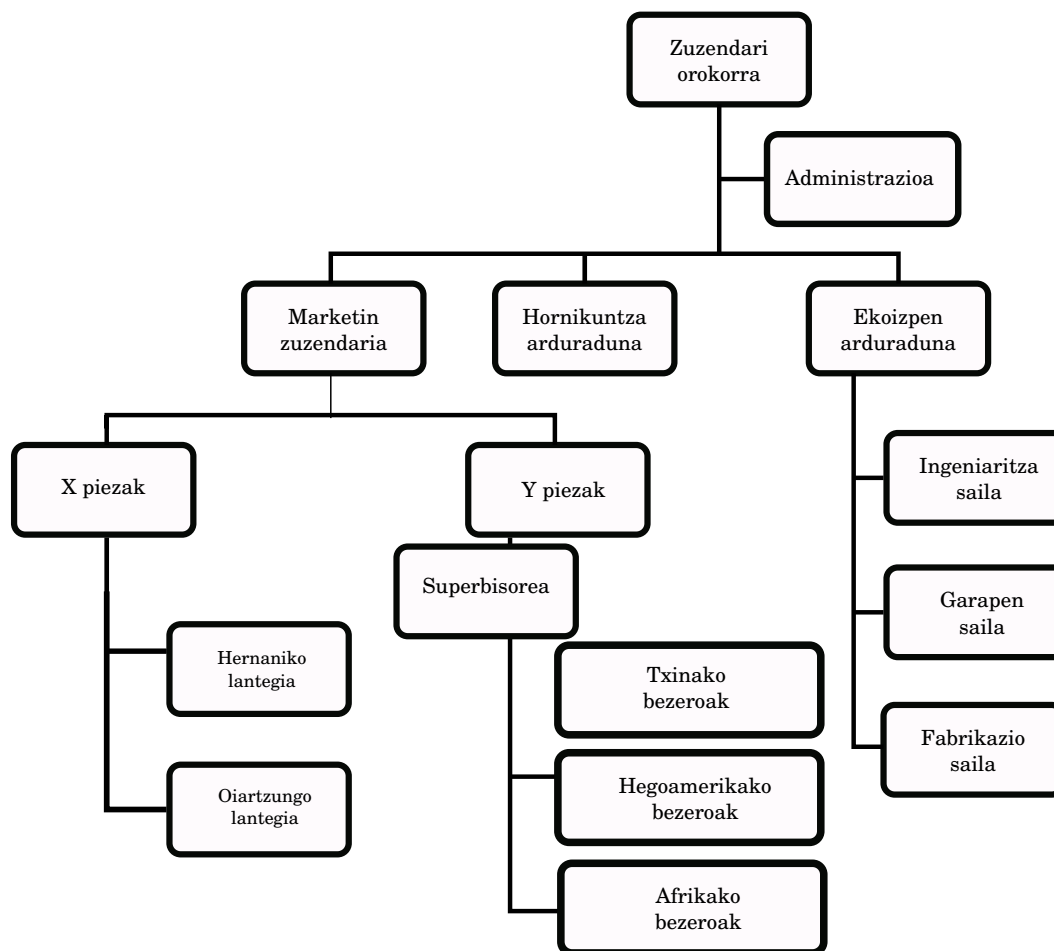 Zuzendari
orokorra
Administrazioa
Marketin
zuzendaria
Hornikuntza
arduraduna
Ekoizpen
arduraduna
X piezak
Y piezak
Superbisorea
Hernaniko
lantegia
Oiartzungo
lantegia
Txinako
bezeroak
Hegoamerikako
bezeroak
Afrikako
bezeroak
Ingeniaritza
saila
Garapen
saila
Fabrikazio
saila